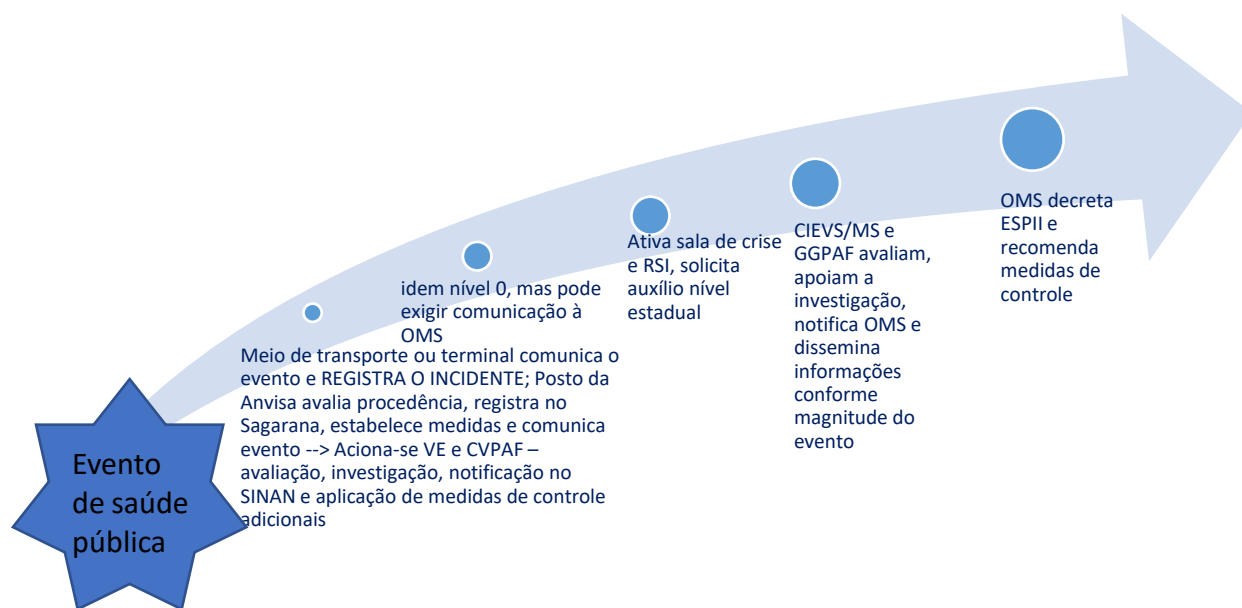 Evento
de saúde
pública
Meio de transporte ou terminal comunica o
evento e REGISTRA O INCIDENTE; Posto da
Anvisa avalia procedência, registra no
Sagarana, estabelece medidas e comunica
evento --> Aciona-se VE e CVPAF –
avaliação, investigação, notificação no
SINAN e aplicação de medidas de controle
adicionais
idem nível 0, mas pode
exigir comunicação à
OMS
Ativa sala de crise
e RSI, solicita
auxílio nível
estadual
CIEVS/MS e
GGPAF avaliam,
apoiam a
investigação,
notifica OMS e
dissemina
informações
conforme
magnitude do
evento
OMS decreta
ESPII e
recomenda
medidas de
controle